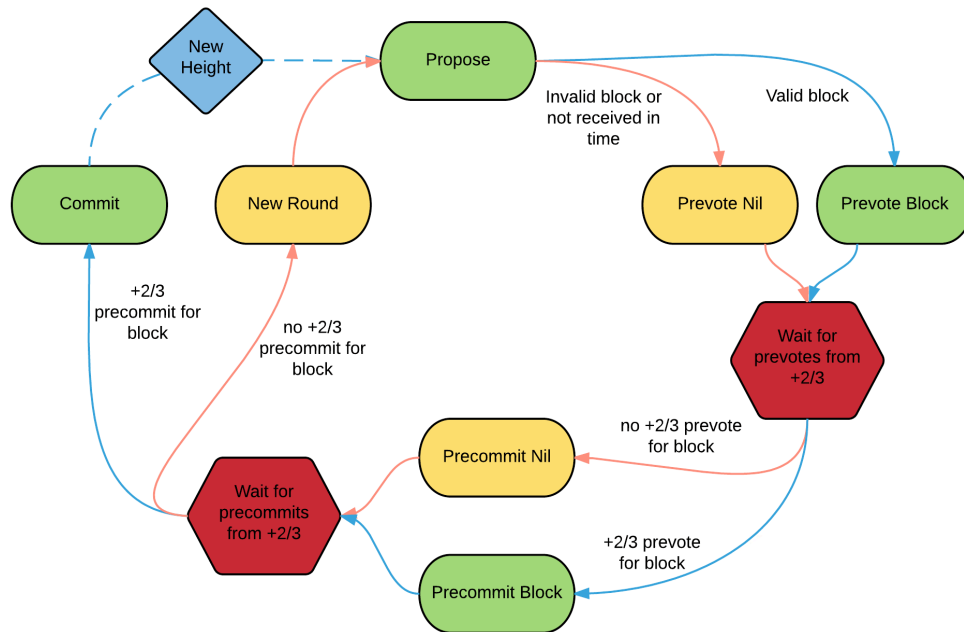 New
Height
Propose
Invalid block or
not received in
time
Valid block
Commit
New Round
Prevote Nil
Prevote Block
+2/3
precommit for
block
no +2/3
precommit for
block
Wait for
prevotes from
+2/3
no +2/3 prevote
for block
Precommit Nil
Wait for
precommits
from +2/3
+2/3 prevote
for block
Precommit Block